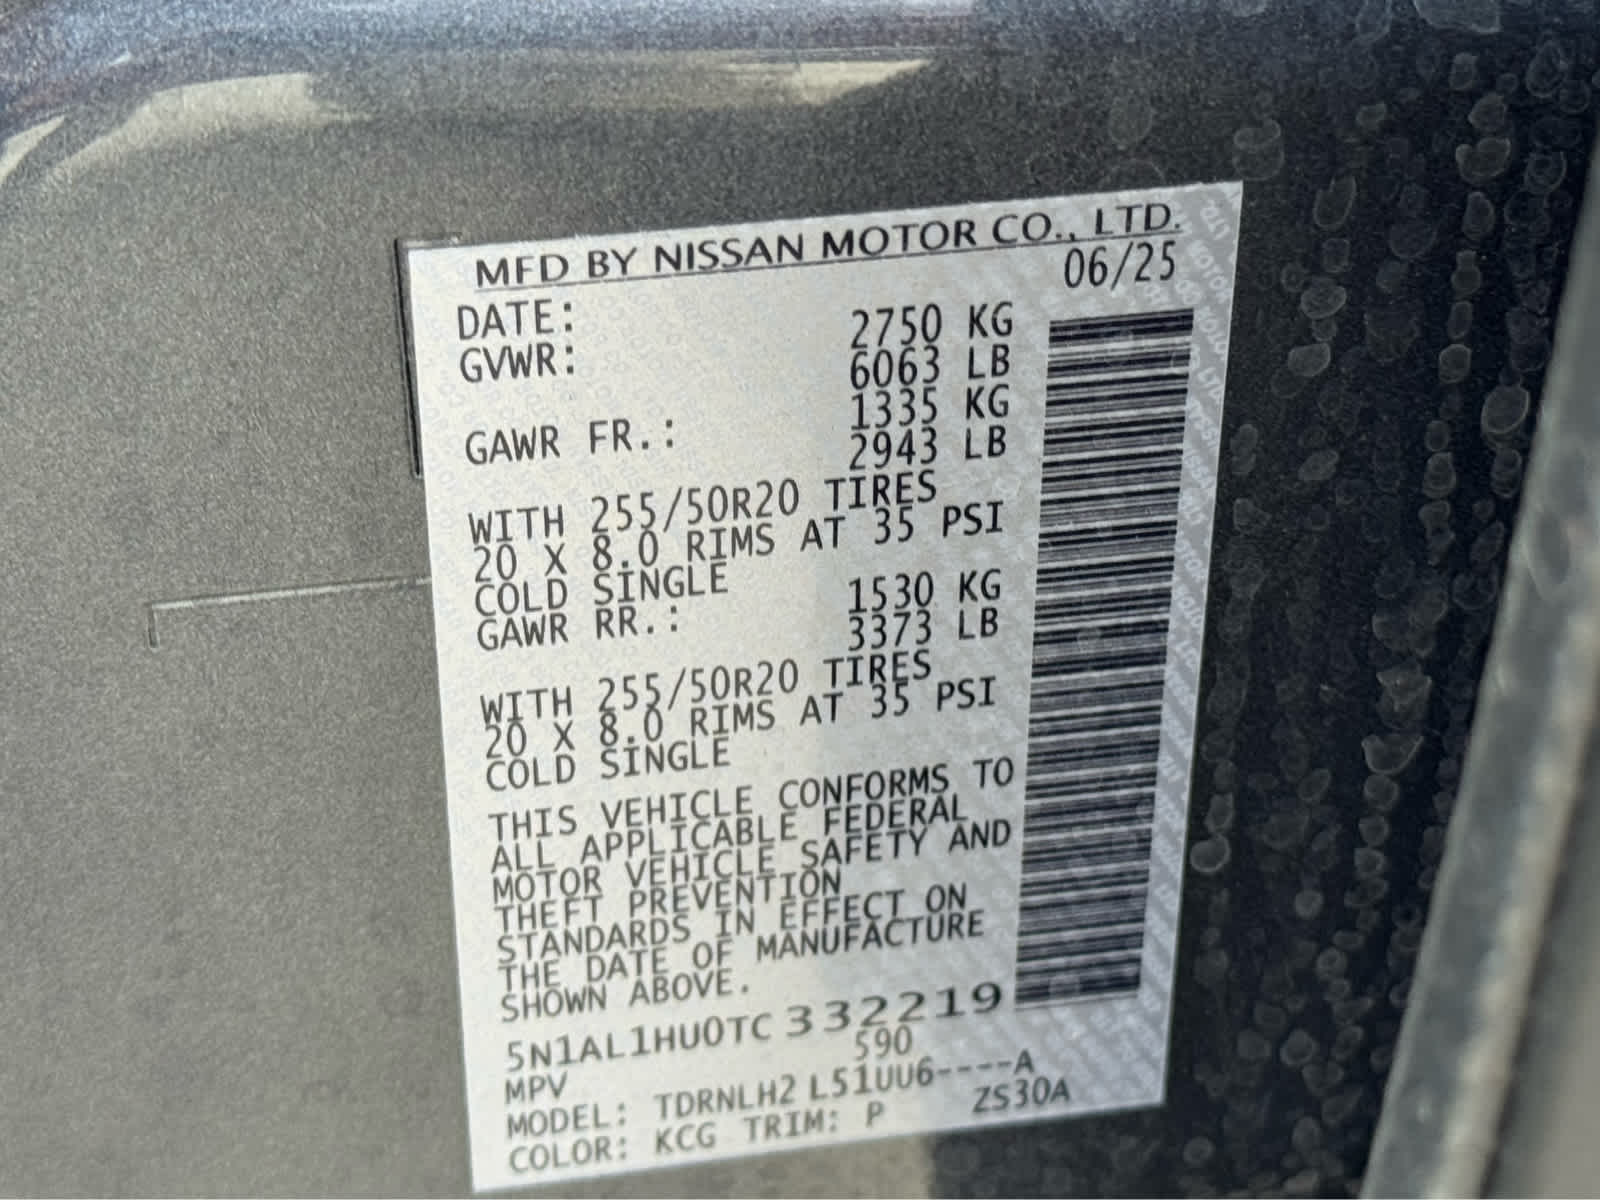 MFD BY NISSAN MOTOR CO., LTD.
DATE: 06/25
GVWR: 2750 KG
6063 LB
GAWR FR.: 1335 KG
2943 LB
WITH 255/50R20 TIRES
20 X 8.0 RIMS AT 35 PSI
COLD SINGLE
GAWR RR.: 1530 KG
3373 LB
WITH 255/50R20 TIRES
20 X 8.0 RIMS AT 35 PSI
COLD SINGLE
THIS VEHICLE CONFORMS TO
ALL APPLICABLE FEDERAL
MOTOR VEHICLE SAFETY AND
THEFT PREVENTION
STANDARDS IN EFFECT ON
THE DATE OF MANUFACTURE
SHOWN ABOVE.
5N1AL1HU0TC332219
MPV 590
MODEL: TDRNLH2 L51UU6----A
COLOR: KCG TRIM: P ZS30A